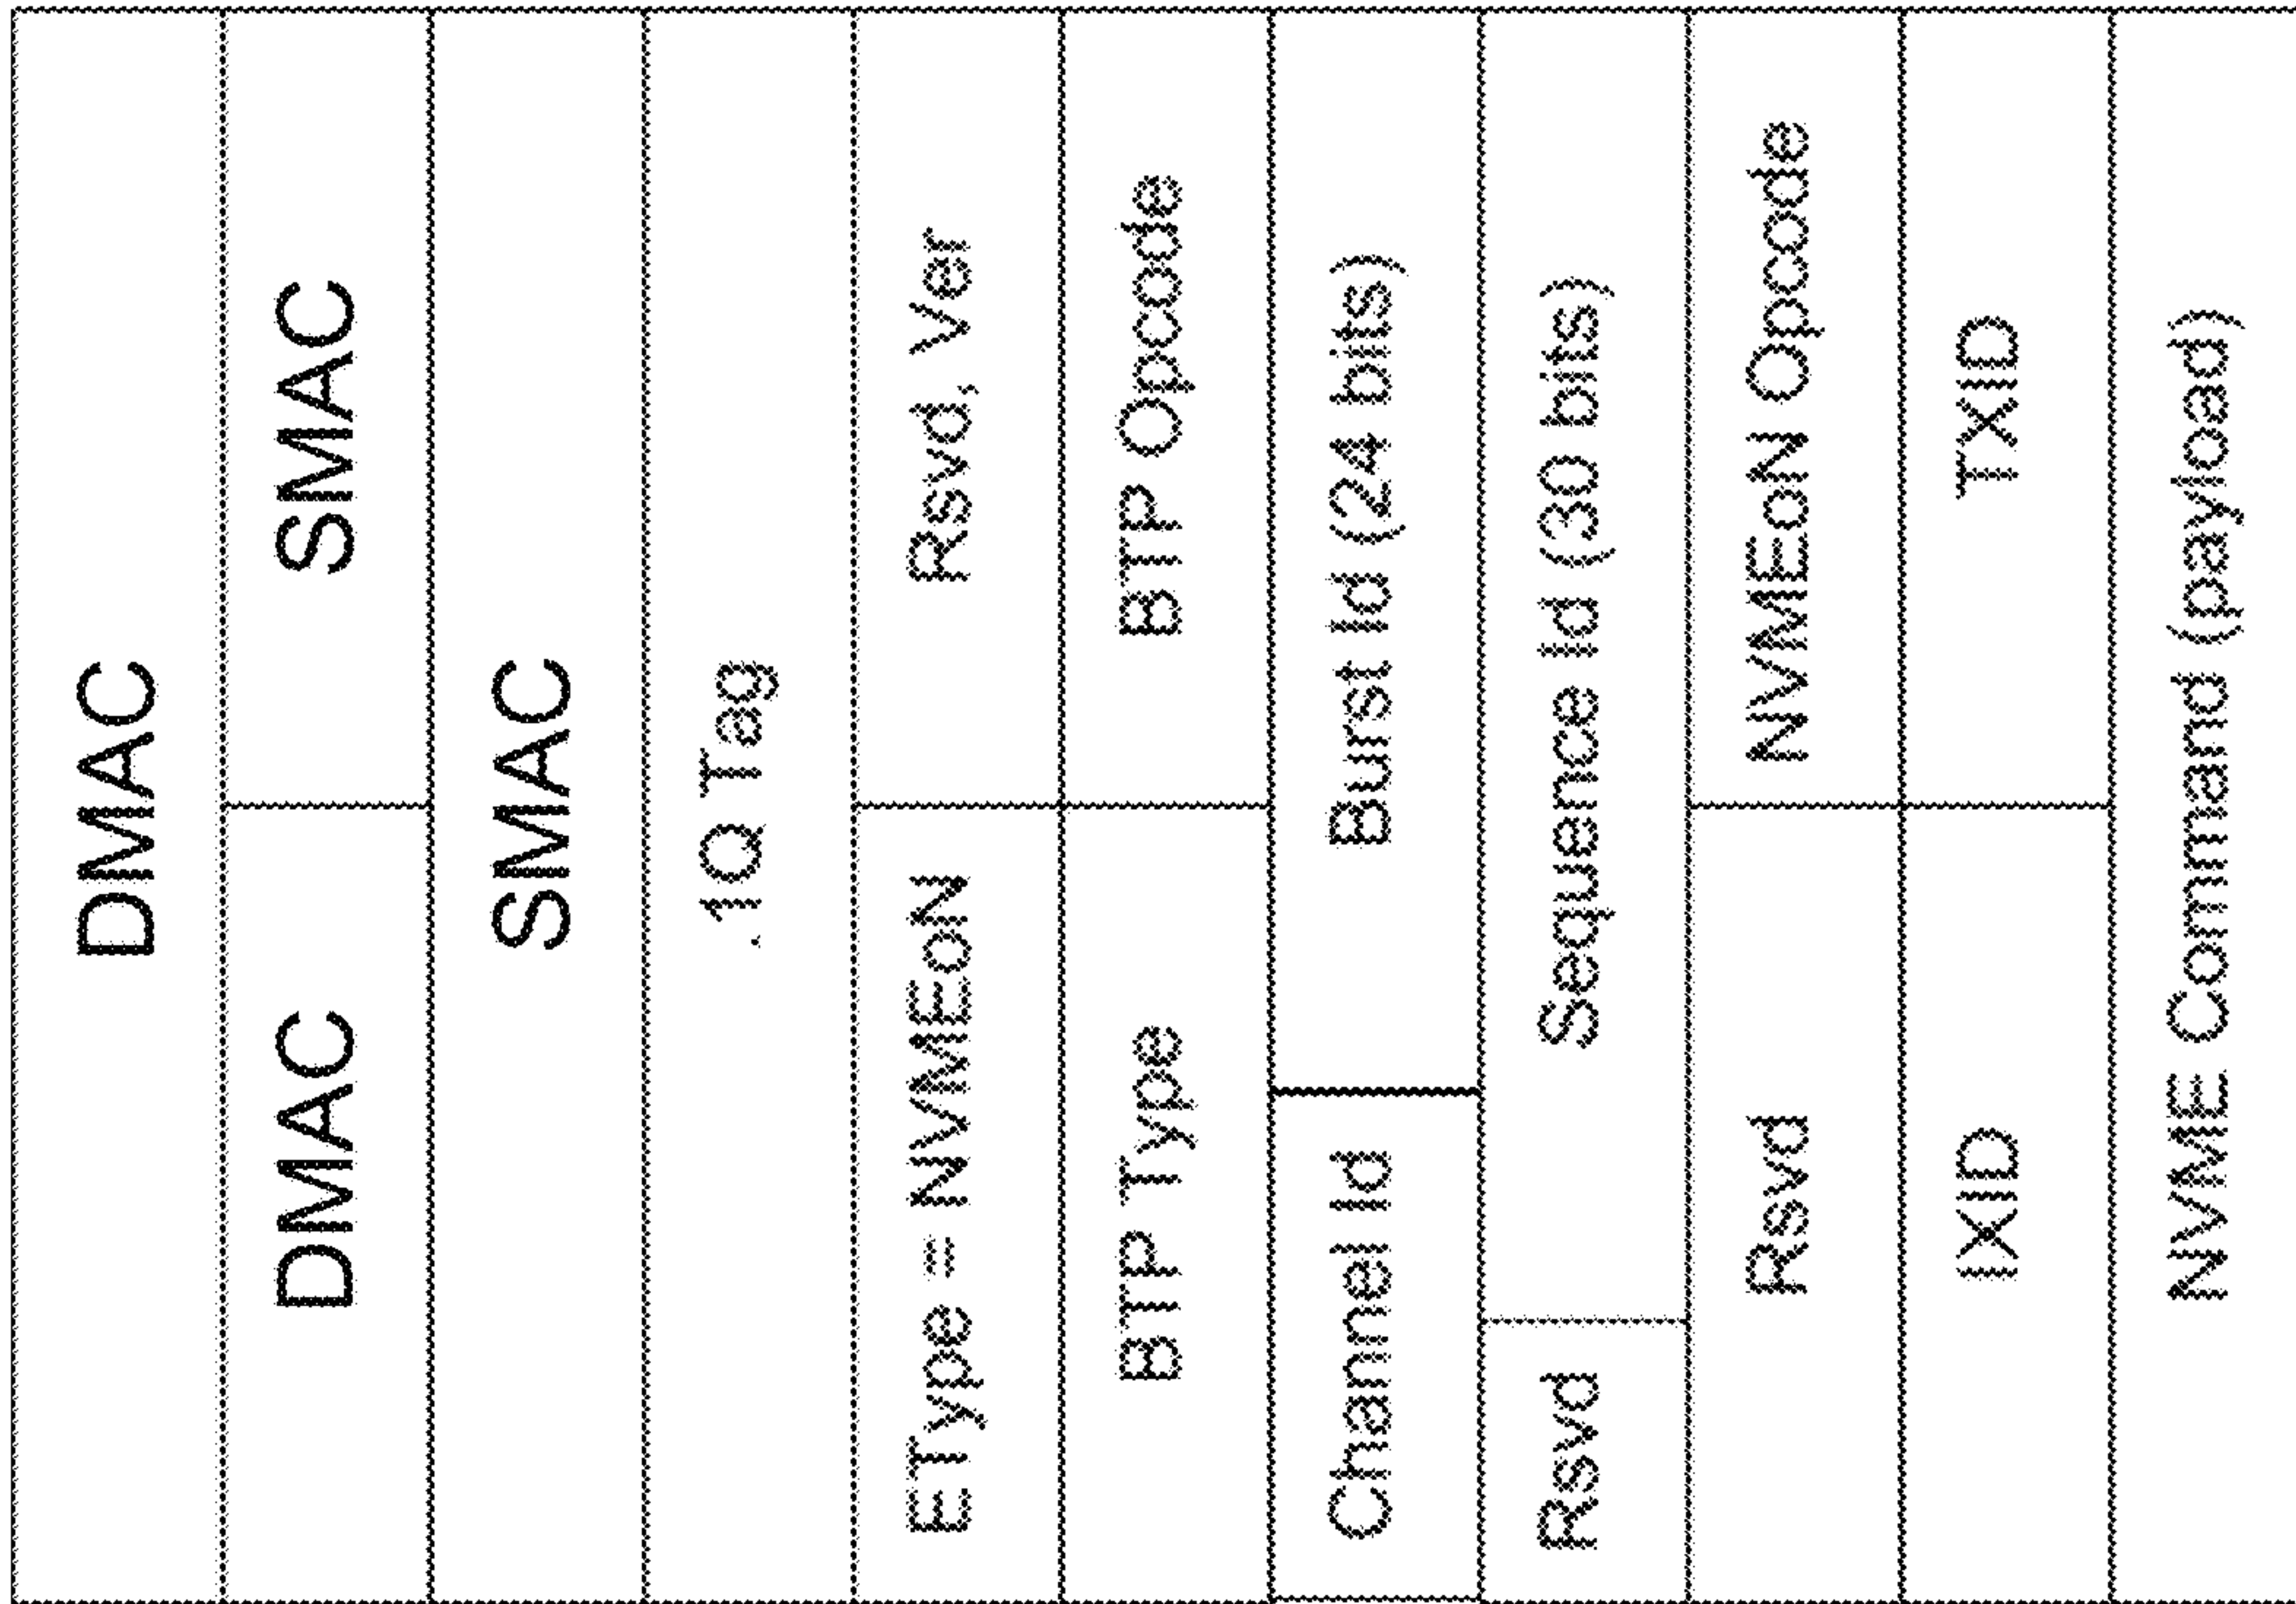 DMAC
DMAC SMAC
SMAC
.1Q Tag
EType = NVMEoN Rsvd, Ver
BTP Type BTP Opcode
Channel Id Burst Id (24 bits)
Rsvd Sequence Id (30 bits)
Rsvd NVMEoN Opcode
IXID TXID
NVME Command (payload)